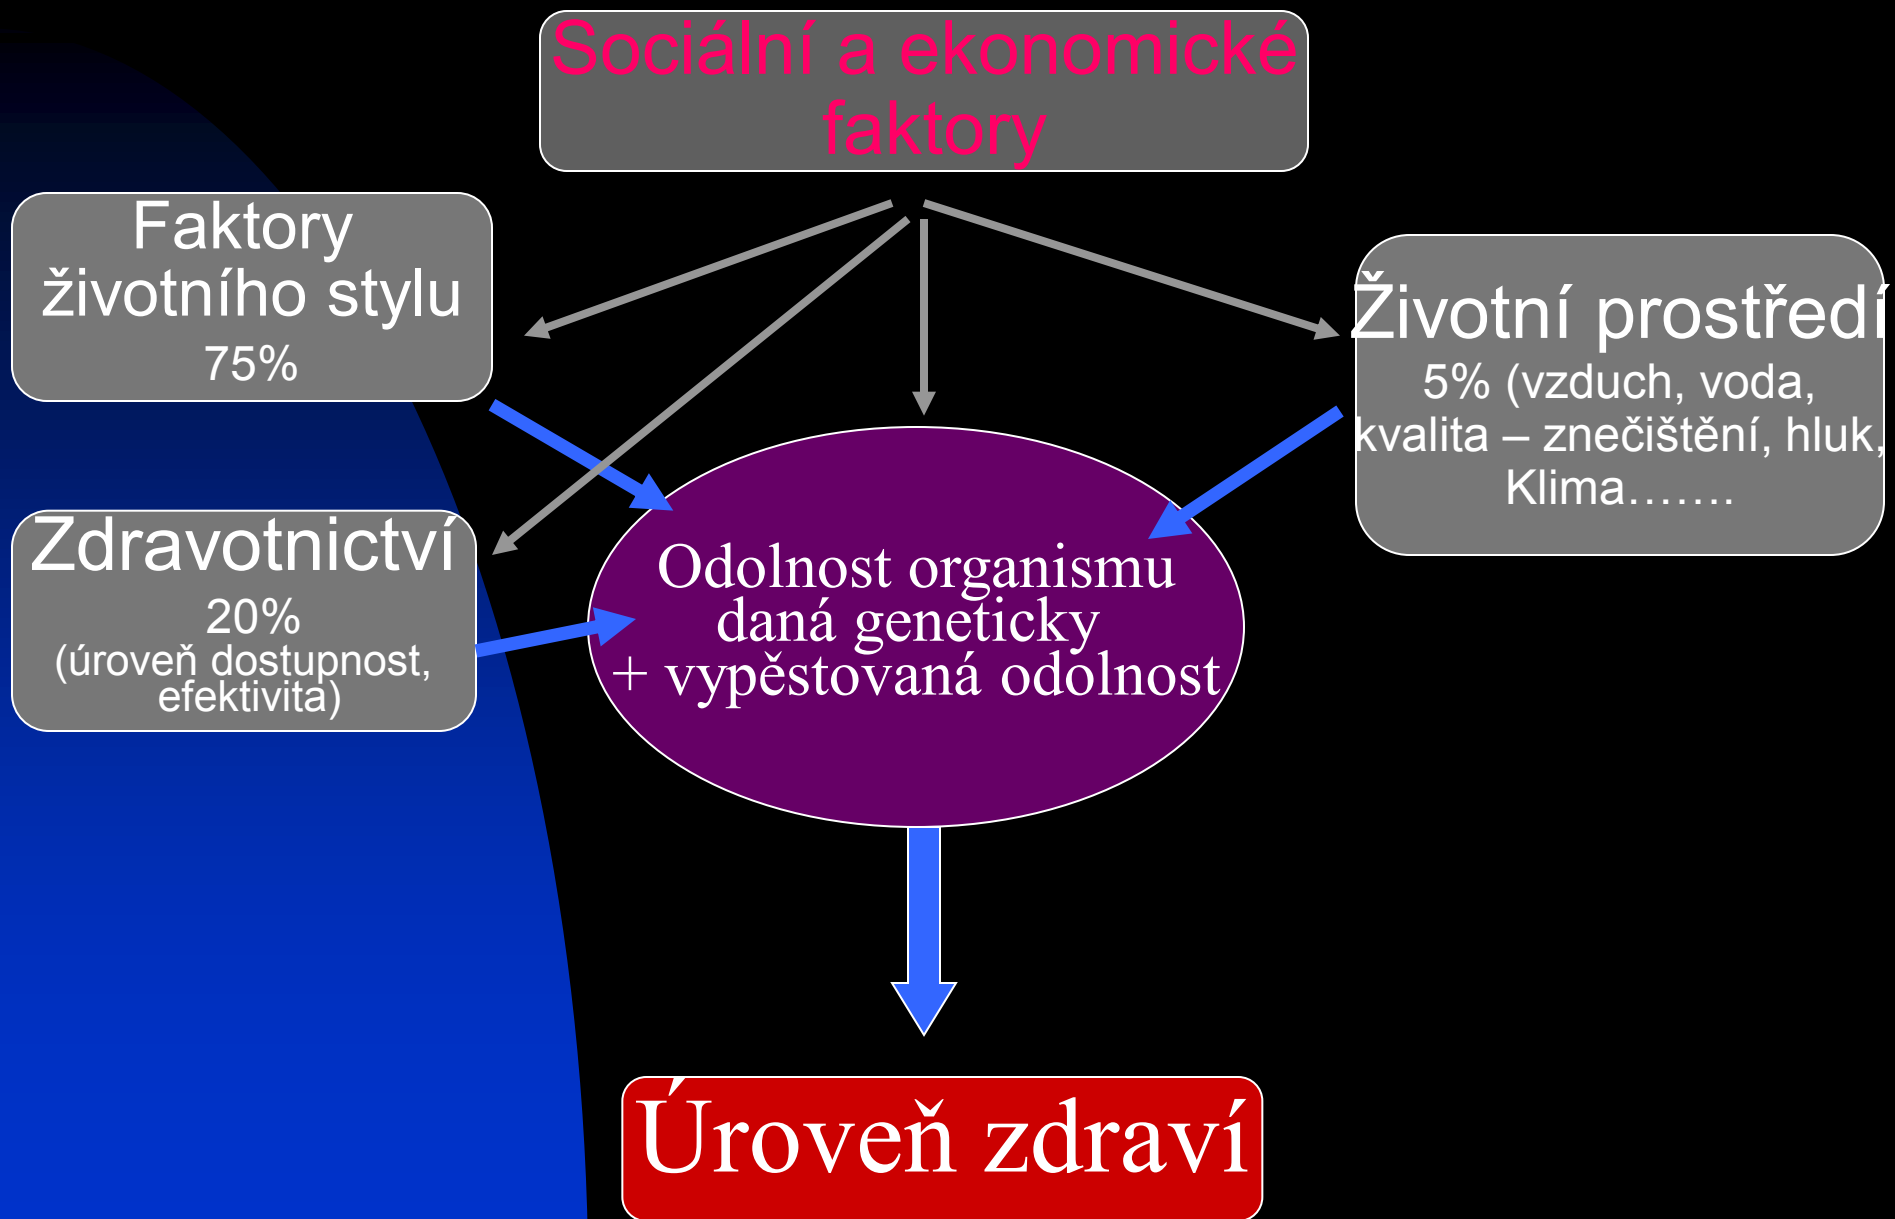 Sociální a ekonomické
faktory
Faktory
životního stylu
75%
Životní prostředí
5% (vzduch, voda,
kvalita – znečištění, hluk,
Klima…….
Zdravotnictví
20%
(úroveň dostupnost,
efektivita)
Odolnost organismu
daná geneticky
+ vypěstovaná odolnost
Úroveň zdraví